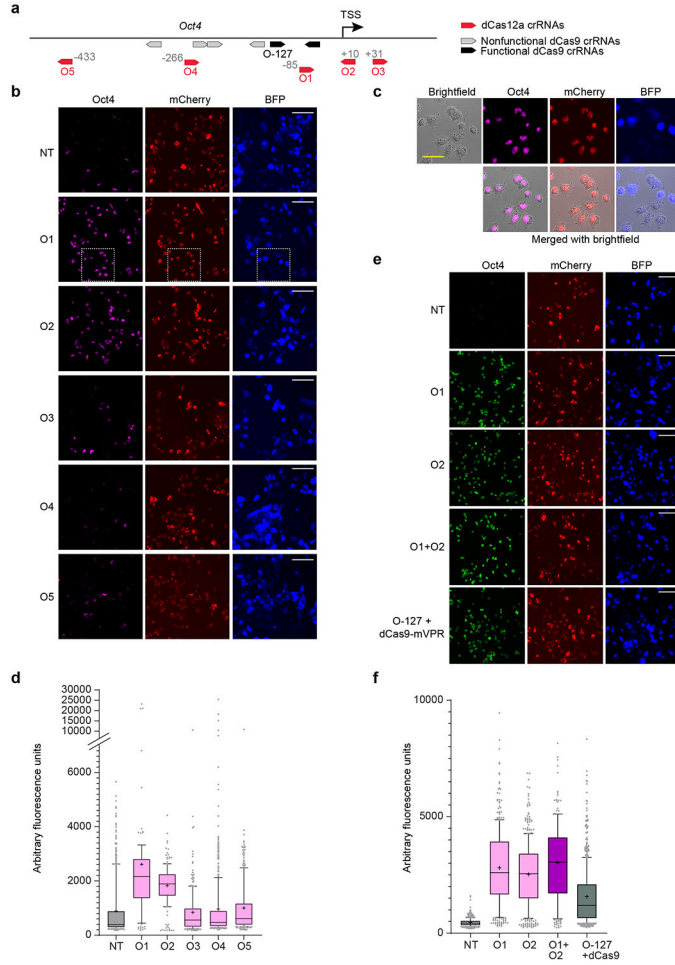 a
Oct4
TSS
dCas12a crRNAs
Nonfunctional dCas9 crRNAs
Functional dCas9 crRNAs
O-127
-433
-266
-85
+10
+31
O5
O4
O1
O2
O3
b
Oct4
mCherry
BFP
NT
O1
O2
O3
O4
O5
c
Brightfield
Oct4
mCherry
BFP
Merged with brightfield
e
Oct4
mCherry
BFP
NT
O1
O2
O1+O2
O-127 +
dCas9-mVPR
d
Arbitrary fluorescence units
30000
25000
20000
15000
10000
6000
4000
2000
0
NT
O1
O2
O3
O4
O5
f
Arbitrary fluorescence units
10000
5000
0
NT
O1
O2
O1+
O2
O-127
+dCas9